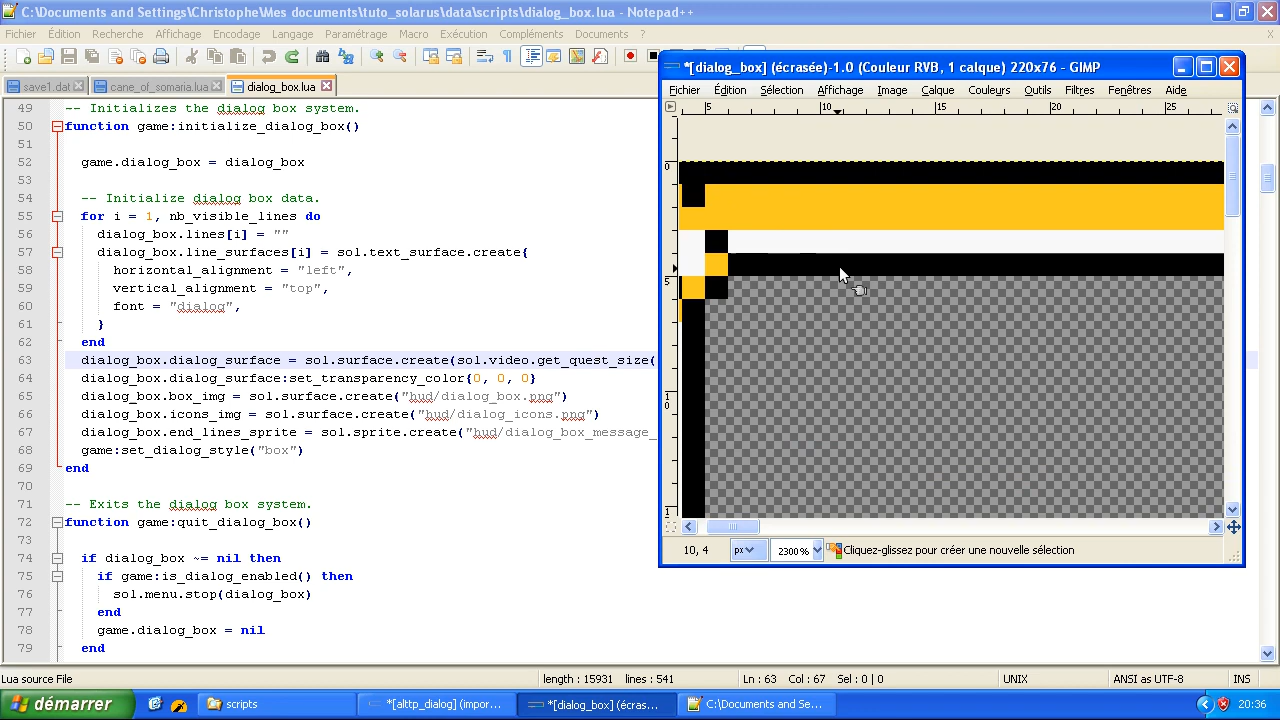 C:\Documents and Settings\Christophe\Mes documents\tuto_solarus\data\scripts\dialog_box.lua - Notepad++
Fichier Édition Recherche Affichage Encodage Langage Paramétrage Macro Exécution Compléments Documents ?
X
save1.dat cane_of_somaria.lua dialog_box.lua
49 -- Initializes the dialog box system.
50 function game:initialize_dialog_box()
51
52 game.dialog_box = dialog_box
53
54 -- Initialize dialog box data.
55 for i = 1, nb_visible_lines do
56 dialog_box.lines[i] = ""
57 dialog_box.line_surfaces[i] = sol.text_surface.create{
58 horizontal_alignment = "left",
59 vertical_alignment = "top",
60 font = "dialog",
61 }
62 end
63 dialog_box.dialog_surface = sol.surface.create(sol.video.get_quest_size(
64 dialog_box.dialog_surface:set_transparency_color{0, 0, 0}
65 dialog_box.box_img = sol.surface.create("hud/dialog_box.png")
66 dialog_box.icons_img = sol.surface.create("hud/dialog_icons.png")
67 dialog_box.end_lines_sprite = sol.sprite.create("hud/dialog_box_message_
68 game:set_dialog_style("box")
69 end
70
71 -- Exits the dialog box system.
72 function game:quit_dialog_box()
73
74 if dialog_box ~= nil then
75 if game:is_dialog_enabled() then
76 sol.menu.stop(dialog_box)
77 end
78 game.dialog_box = nil
79 end
*[dialog_box] (écrasée)-1.0 (Couleur RVB, 1 calque) 220x76 - GIMP
Fichier Édition Sélection Affichage Image Calque Couleurs Outils Filtres Fenêtres Aide
5 10 15 20 25
0
5
10
1
10, 4 px 2300% Cliquez-glissez pour créer une nouvelle sélection
Lua source File length : 15931 lines : 541 Ln : 63 Col : 67 Sel : 0 | 0 UNIX ANSI as UTF-8 INS
démarrer scripts *[alttp_dialog] (impor... *[dialog_box] (écras... C:\Documents and Se... 20:36